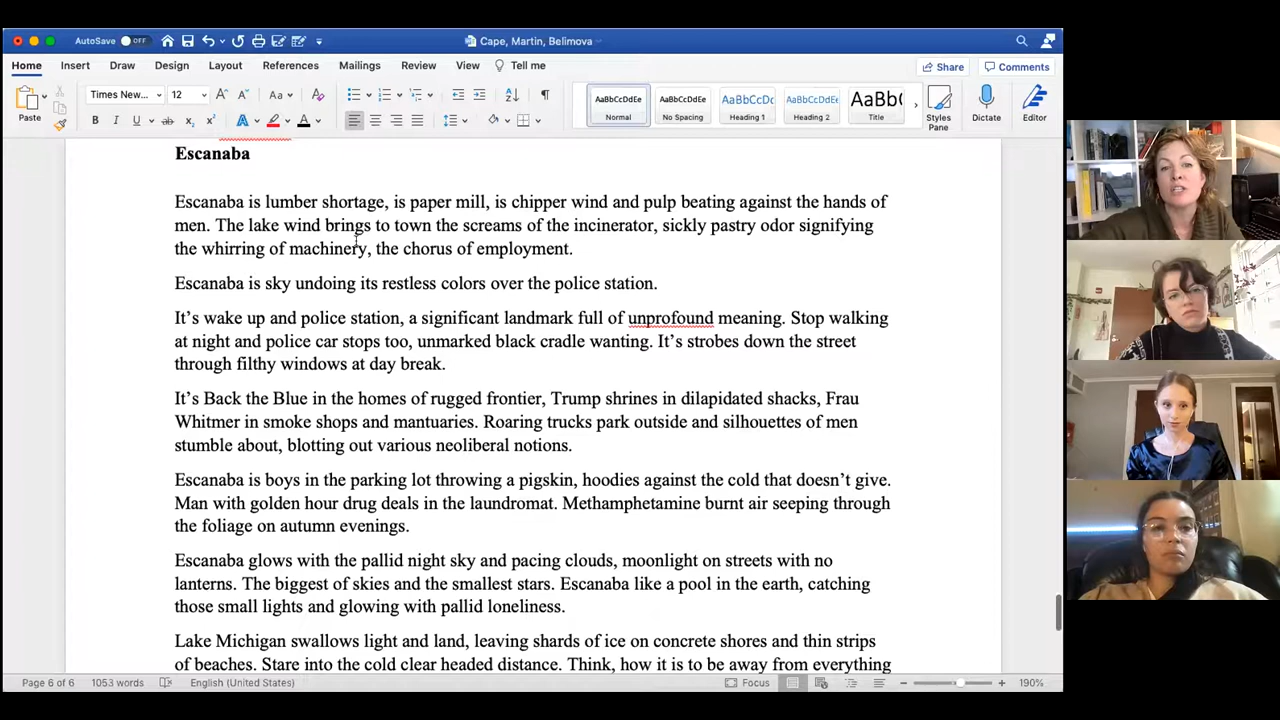 AutoSave OFF
Cape, Martin, Belimova
Home Insert Draw Design Layout References Mailings Review View Tell me
Share Comments
Paste
Times New... 12
Aa
B I U ab x₂ x²
A A
AaBbCcDdEe AaBbCcDdEe AaBbCcDc AaBbCcDdEe AaBb(
Normal No Spacing Heading 1 Heading 2 Title
Styles Pane
Dictate
Editor
Escanaba
Escanaba is lumber shortage, is paper mill, is chipper wind and pulp beating against the hands of
men. The lake wind brings to town the screams of the incinerator, sickly pastry odor signifying
the whirring of machinery, the chorus of employment.
Escanaba is sky undoing its restless colors over the police station.
It’s wake up and police station, a significant landmark full of unprofound meaning. Stop walking
at night and police car stops too, unmarked black cradle wanting. It’s strobes down the street
through filthy windows at day break.
It’s Back the Blue in the homes of rugged frontier, Trump shrines in dilapidated shacks, Frau
Whitmer in smoke shops and mantuaries. Roaring trucks park outside and silhouettes of men
stumble about, blotting out various neoliberal notions.
Escanaba is boys in the parking lot throwing a pigskin, hoodies against the cold that doesn’t give.
Man with golden hour drug deals in the laundromat. Methamphetamine burnt air seeping through
the foliage on autumn evenings.
Escanaba glows with the pallid night sky and pacing clouds, moonlight on streets with no
lanterns. The biggest of skies and the smallest stars. Escanaba like a pool in the earth, catching
those small lights and glowing with pallid loneliness.
Lake Michigan swallows light and land, leaving shards of ice on concrete shores and thin strips
of beaches. Stare into the cold clear headed distance. Think, how it is to be away from everything
Page 6 of 6 1053 words English (United States) Focus 190%